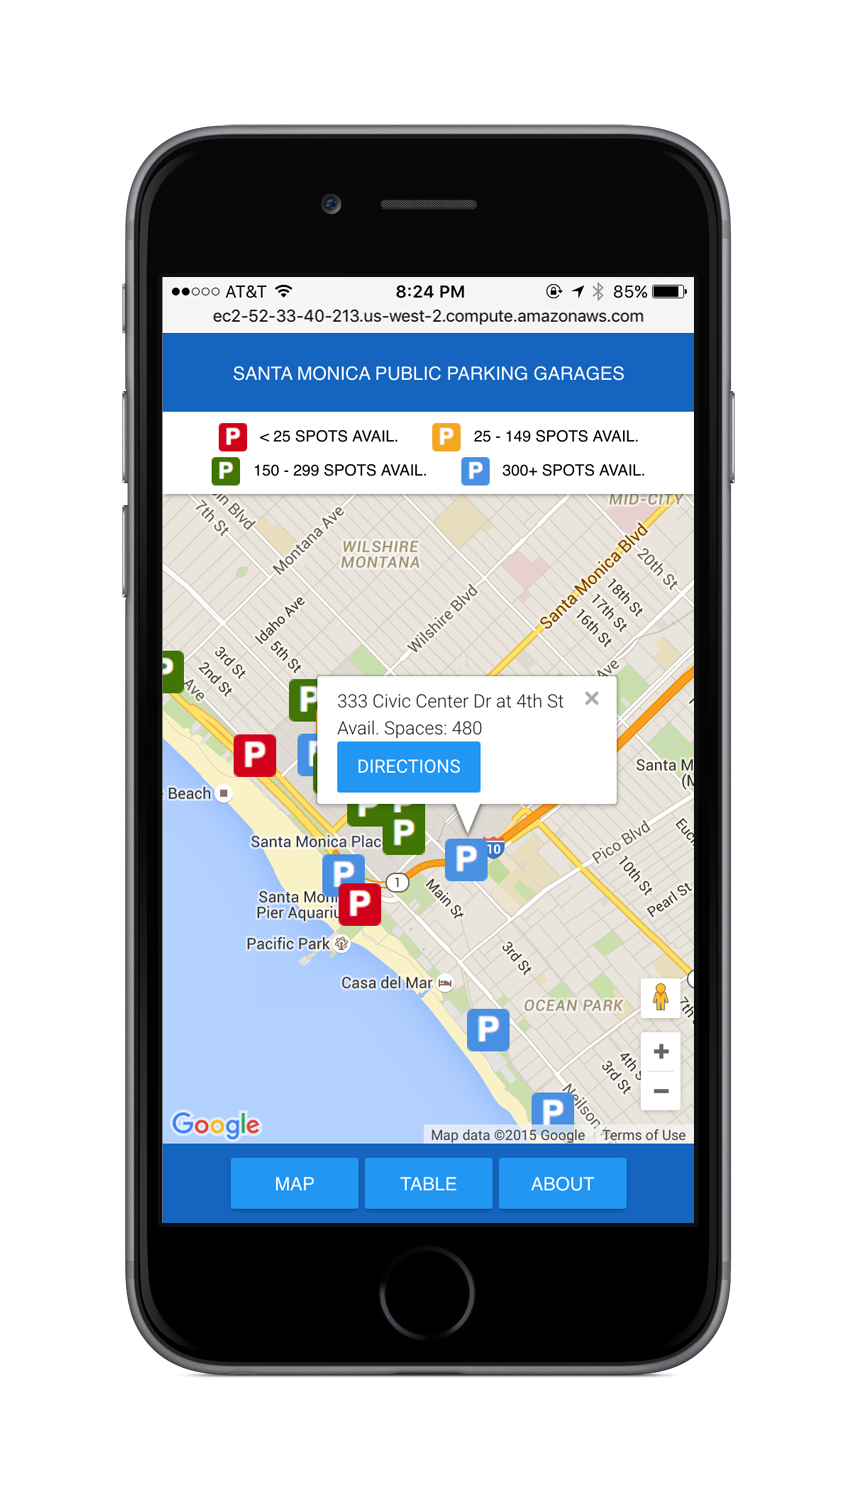 AT&T 8:24 PM 85%
ec2-52-33-40-213.us-west-2.compute.amazonaws.com
SANTA MONICA PUBLIC PARKING GARAGES
P < 25 SPOTS AVAIL. P 25 - 149 SPOTS AVAIL.
P 150 - 299 SPOTS AVAIL. P 300+ SPOTS AVAIL.
MID-CITY
Blvd
7th St
Montana Ave
WILSHIRE
MONTANA
Santa Monica Blvd
20th St
18th St
17th St
16th St
Wilshire Blvd
Idaho Ave
5th St
3rd St
2nd St
Ave
P
P
333 Civic Center Dr at 4th St
Avail. Spaces: 480
DIRECTIONS
P
P
Beach
Santa M
P
P
Santa Monica Plac
P
10
Pico Blvd
P
1
Main St
10th St
Pearl St
Santa Mon
Pier Aquariu
P
Pacific Park
3rd St
Casa del Mar
OCEAN PARK
7th
P
4th S
3rd St
Neilson
P
Google
Map data ©2015 Google Terms of Use
MAP TABLE ABOUT